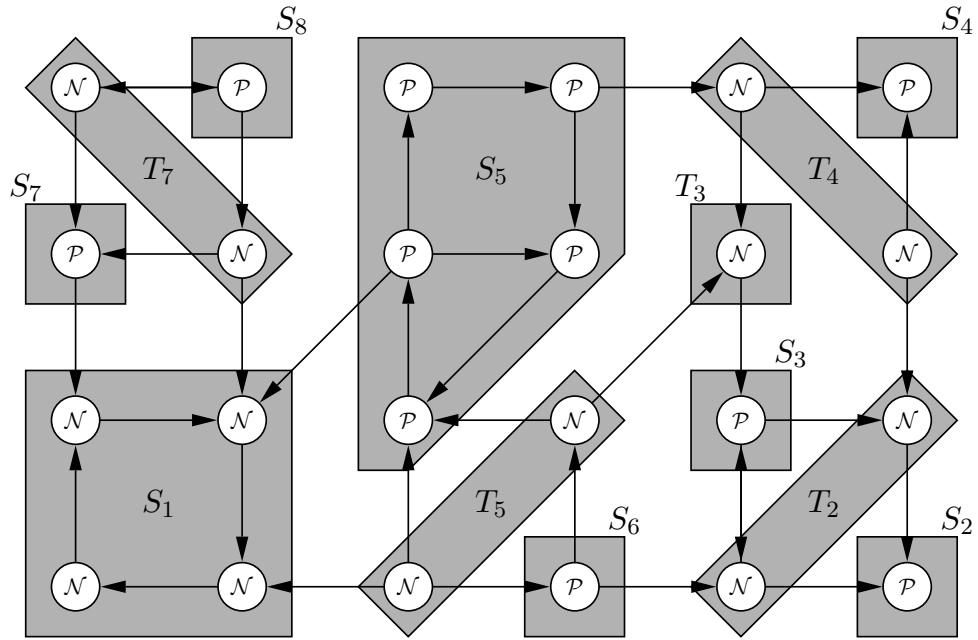 S₈ S₄
𝒩 𝒫 𝒫 𝒫 𝒩 𝒫
T₇ S₅ T₄
S₇ T₃
𝒫 𝒩 𝒫 𝒫 𝒩 𝒩
S₃
𝒩 𝒩 𝒫 𝒩 𝒫 𝒩
S₁ T₅ T₂
S₆ S₂
𝒩 𝒩 𝒩 𝒫 𝒩 𝒫